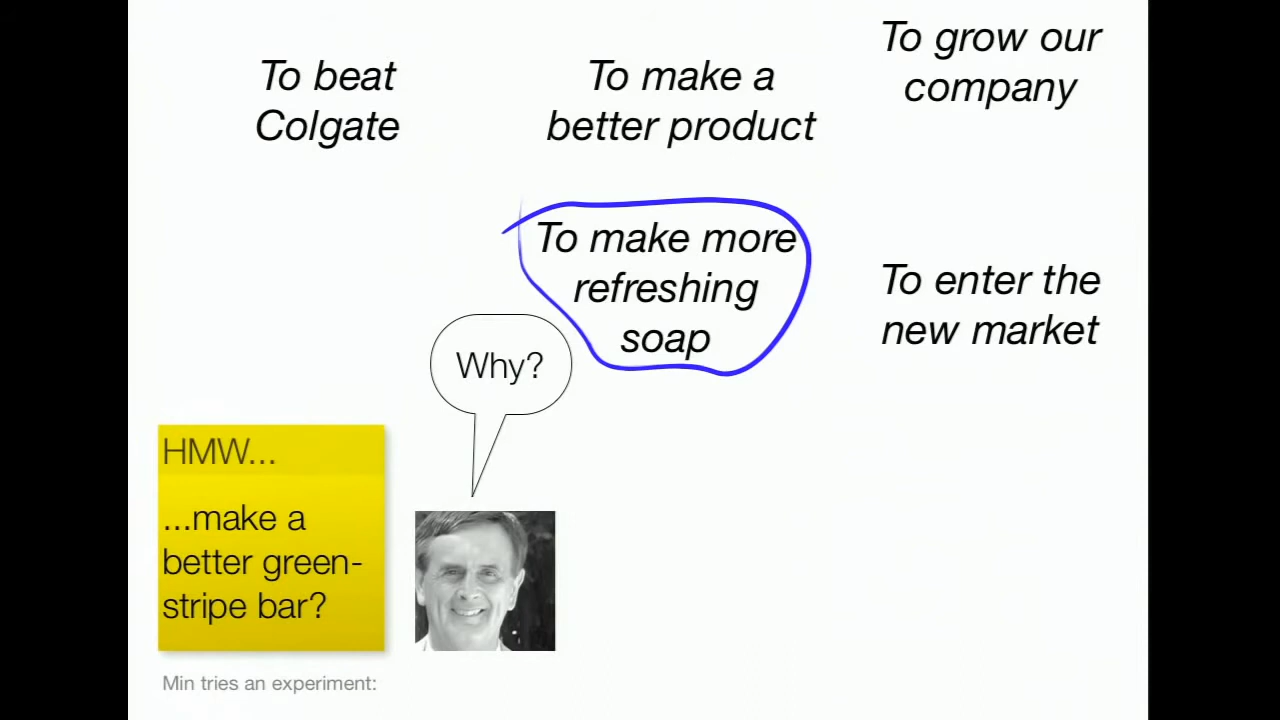 To beat
Colgate
To make a
better product
To grow our
company
To make more
refreshing
soap
To enter the
new market
Why?
HMW...
...make a
better green-
stripe bar?
Min tries an experiment: